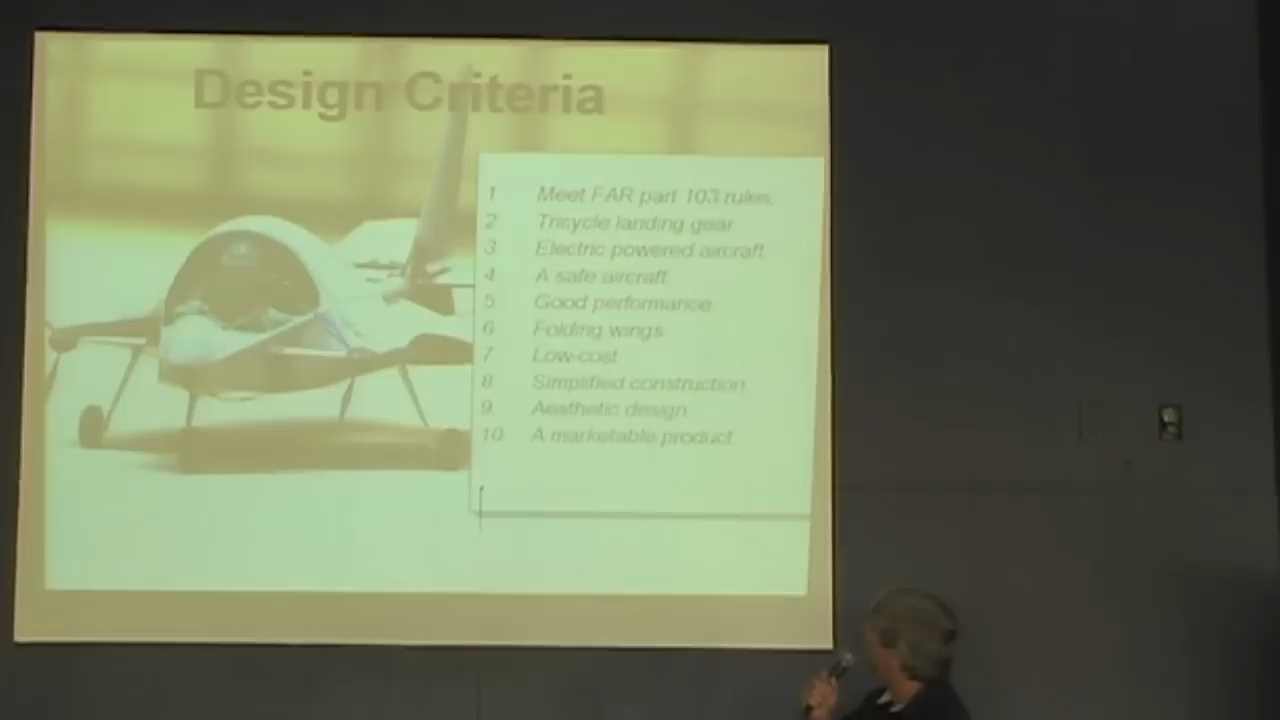 Design Criteria
1 Meet FAR part 103 rules.
2 Tricycle landing gear
3 Electric powered aircraft
4 A safe aircraft
5 Good performance
6 Folding wings
7 Low-cost
8 Simplified construction
9 Aesthetic design
10 A marketable product